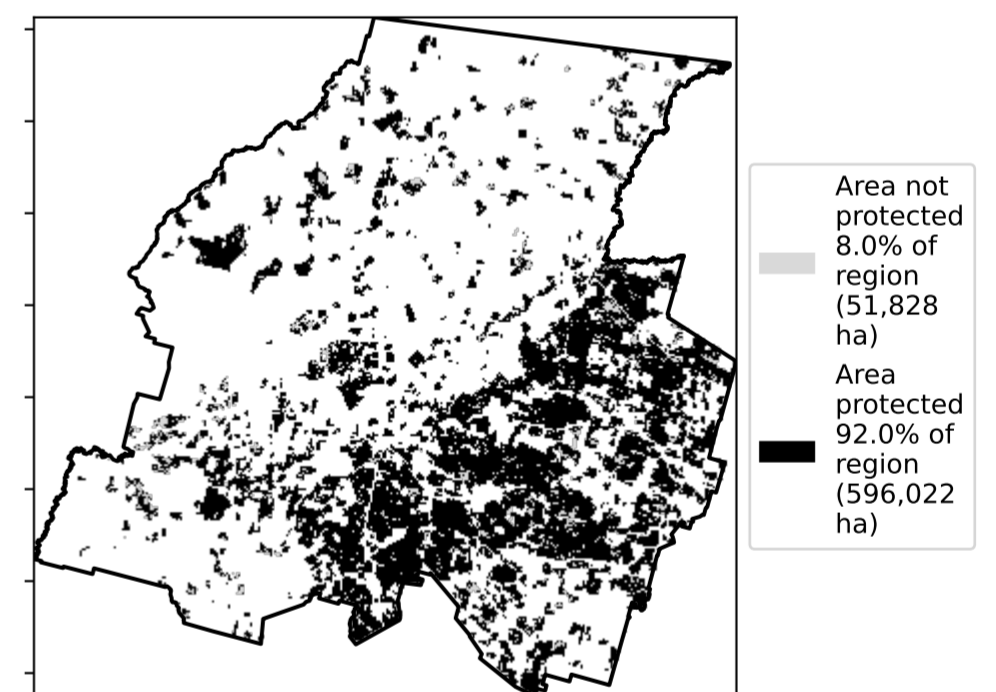 Area not
protected
8.0% of
region
(51,828
ha)
Area
protected
92.0% of
region
(596,022
ha)